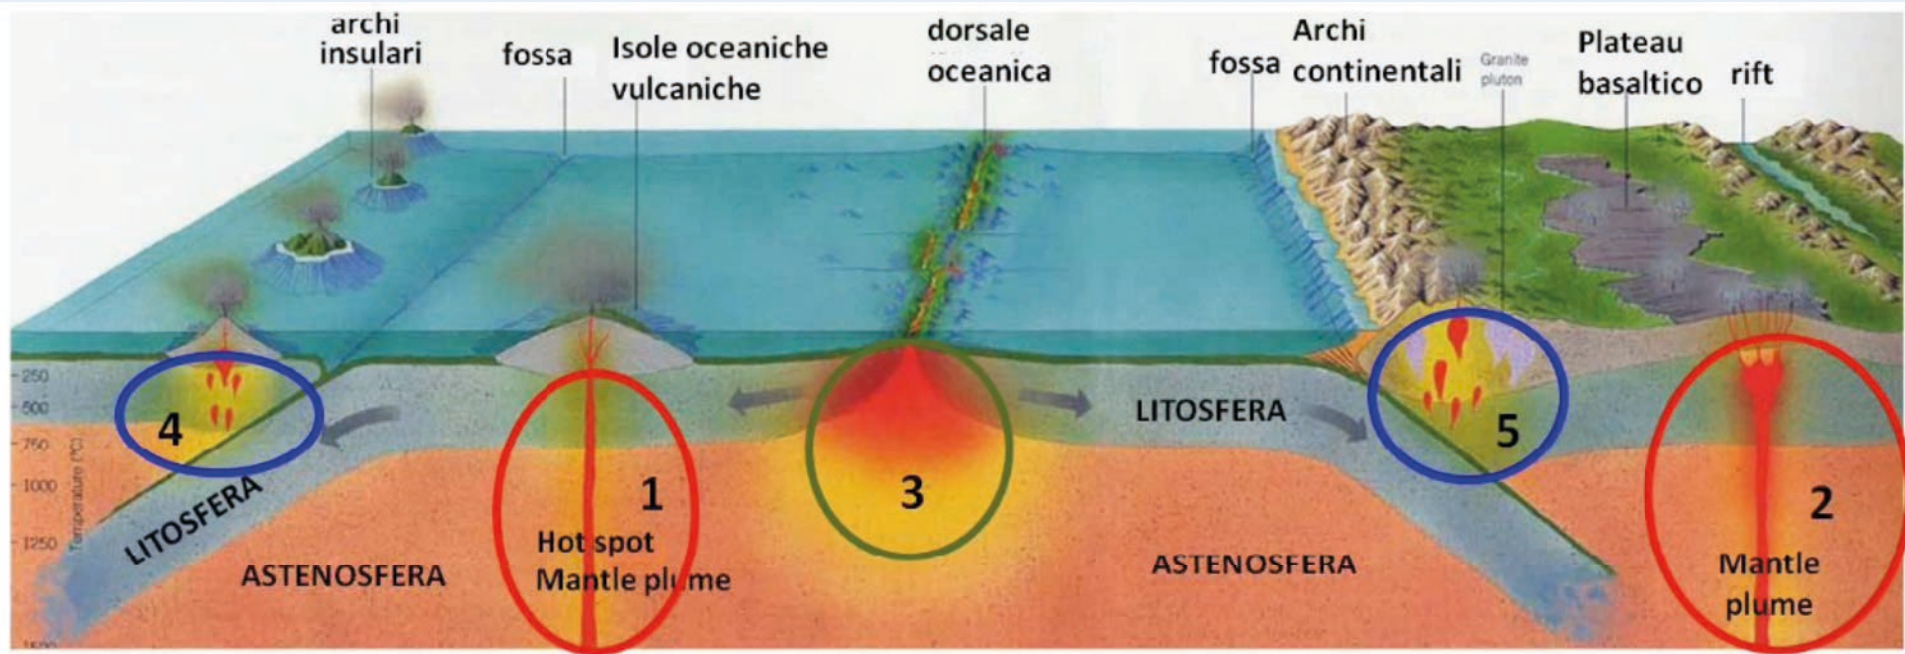 archi
insulari
fossa
Isole oceaniche
vulcaniche
dorsale
oceanica
fossa
Archi
continentali
Granite
pluton
Plateau
basaltico
rift
250
500
750
1000
1250
1500
Temperature (°C)
4
LITOSFERA
ASTENOSFERA
1
Hot spot
Mantle plume
3
LITOSFERA
ASTENOSFERA
5
2
Mantle
plume